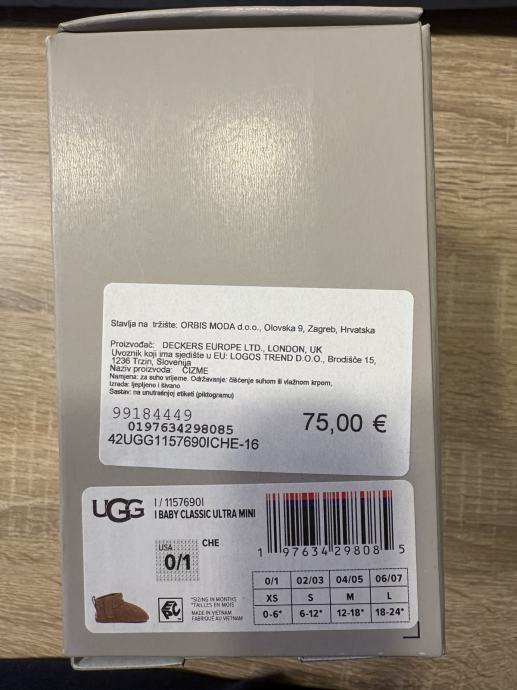 Stavlja na tržište: ORBIS MODA d.o.o., Olovska 9, Zagreb, Hrvatska
Proizvođač: DECKERS EUROPE LTD., LONDON, UK
Uvoznik koji ima sjedište u EU: LOGOS TREND D.O.O., Brodišče 15,
1236 Trzin, Slovenija
Naziv proizvoda: ČIZME
Namjena: za suho vrijeme. Održavanje: čišćenje suhom ili vlažnom krpom,
Izrada: ljepljeno i šivano
Sastav: na unutrašnjoj etiketi (piktogramu)
99184449
0197634298085
75,00 €
42UGG1157690ICHE-16
UGG
I / 1157690I
I BABY CLASSIC ULTRA MINI
CHE
USA
0/1
1 97634 29808 5
*SIZING IN MONTHS
*TAILLES EN MOIS
MADE IN VIETNAM
FABRIQUÉ AU VIETNAM
EC
0/1 02/03 04/05 06/07
XS S M L
0-6* 6-12* 12-18* 18-24*